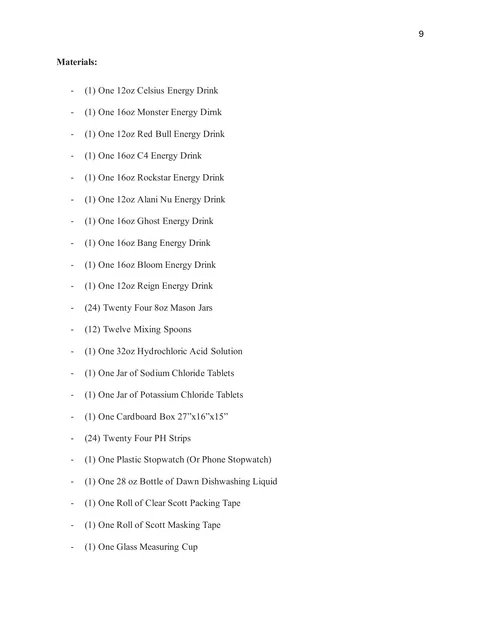 9
Materials:
- (1) One 12oz Celsius Energy Drink
- (1) One 16oz Monster Energy Dirnk
- (1) One 12oz Red Bull Energy Drink
- (1) One 16oz C4 Energy Drink
- (1) One 16oz Rockstar Energy Drink
- (1) One 12oz Alani Nu Energy Drink
- (1) One 16oz Ghost Energy Drink
- (1) One 16oz Bang Energy Drink
- (1) One 16oz Bloom Energy Drink
- (1) One 12oz Reign Energy Drink
- (24) Twenty Four 8oz Mason Jars
- (12) Twelve Mixing Spoons
- (1) One 32oz Hydrochloric Acid Solution
- (1) One Jar of Sodium Chloride Tablets
- (1) One Jar of Potassium Chloride Tablets
- (1) One Cardboard Box 27”x16”x15”
- (24) Twenty Four PH Strips
- (1) One Plastic Stopwatch (Or Phone Stopwatch)
- (1) One 28 oz Bottle of Dawn Dishwashing Liquid
- (1) One Roll of Clear Scott Packing Tape
- (1) One Roll of Scott Masking Tape
- (1) One Glass Measuring Cup